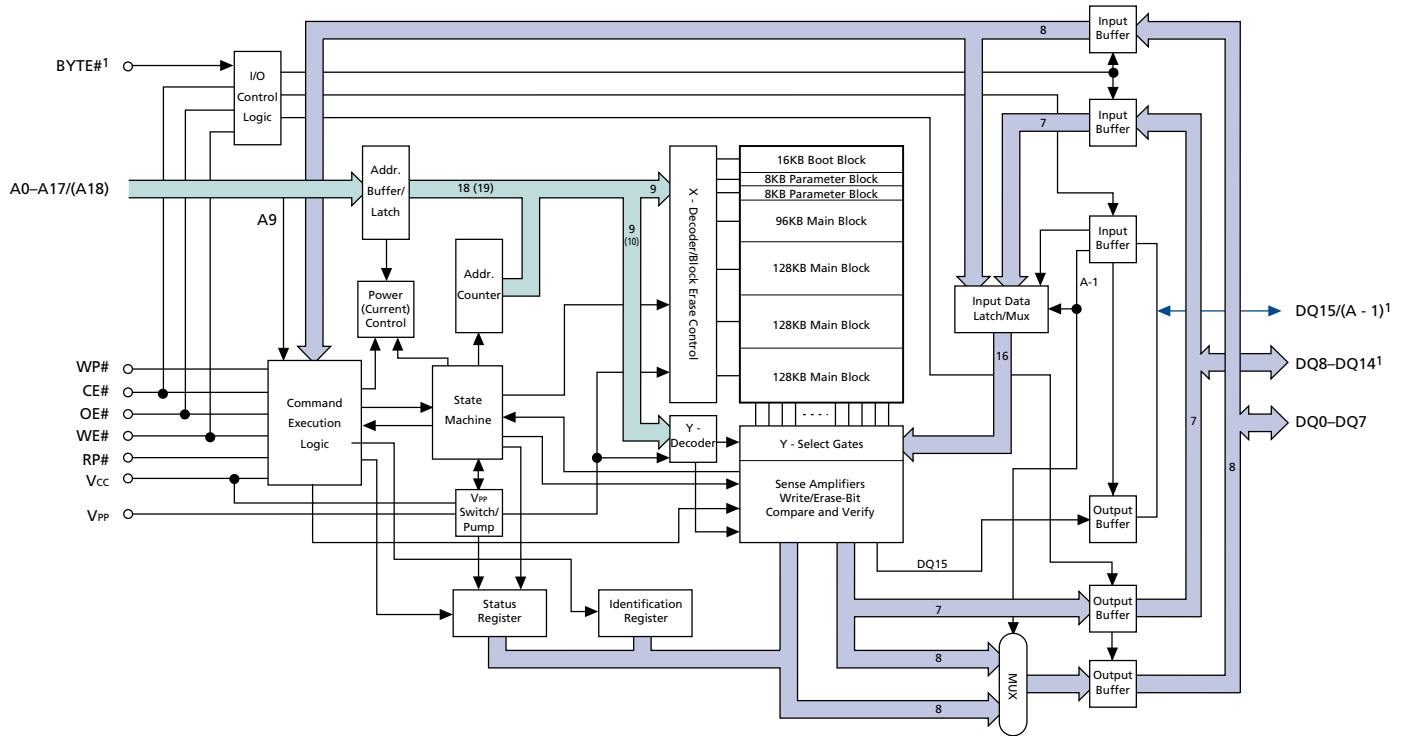 BYTE#1
I/O
Control
Logic
8
Input
Buffer
7
Input
Buffer
A0–A17/(A18)
A9
Addr.
Buffer/
Latch
18 (19)
9
9
(10)
X - Decoder/Block Erase Control
16KB Boot Block
8KB Parameter Block
8KB Parameter Block
96KB Main Block
128KB Main Block
128KB Main Block
128KB Main Block
Addr.
Counter
Power
(Current)
Control
Input
Buffer
A-1
Input Data
Latch/Mux
16
DQ15/(A - 1)1
DQ8–DQ141
DQ0–DQ7
WP#
CE#
OE#
WE#
RP#
VCC
VPP
Command
Execution
Logic
State
Machine
VPP
Switch/
Pump
Y -
Decoder
- - - -
Y - Select Gates
Sense Amplifiers
Write/Erase-Bit
Compare and Verify
7
8
Output
Buffer
DQ15
Status
Register
Identification
Register
7
Output
Buffer
8
8
MUX
Output
Buffer